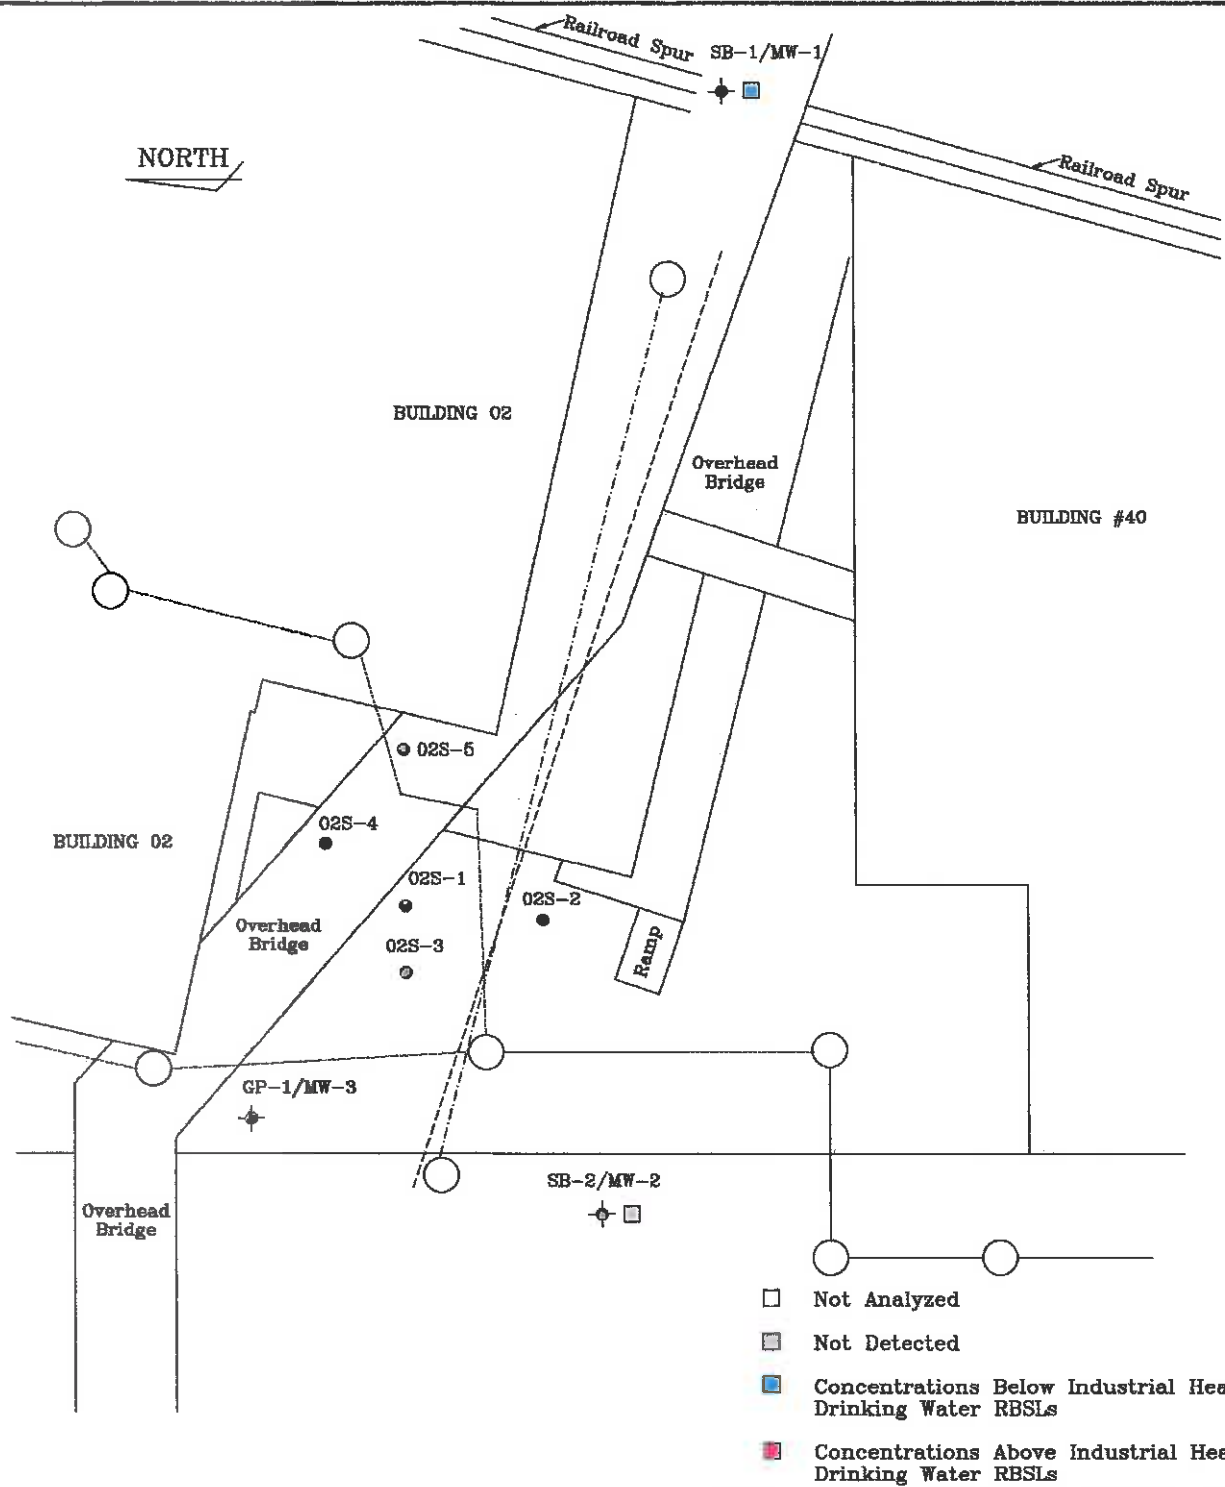 Railroad Spur
SB-1/MW-1
NORTH
Railroad Spur
BUILDING 02
Overhead
Bridge
BUILDING #40
02S-5
02S-4
BUILDING 02
02S-1
02S-2
Overhead
Bridge
02S-3
Ramp
GP-1/MW-3
SB-2/MW-2
Overhead
Bridge
Not Analyzed
Not Detected
Concentrations Below Industrial Hea
Drinking Water RBSLs
Concentrations Above Industrial Hea
Drinking Water RBSLs